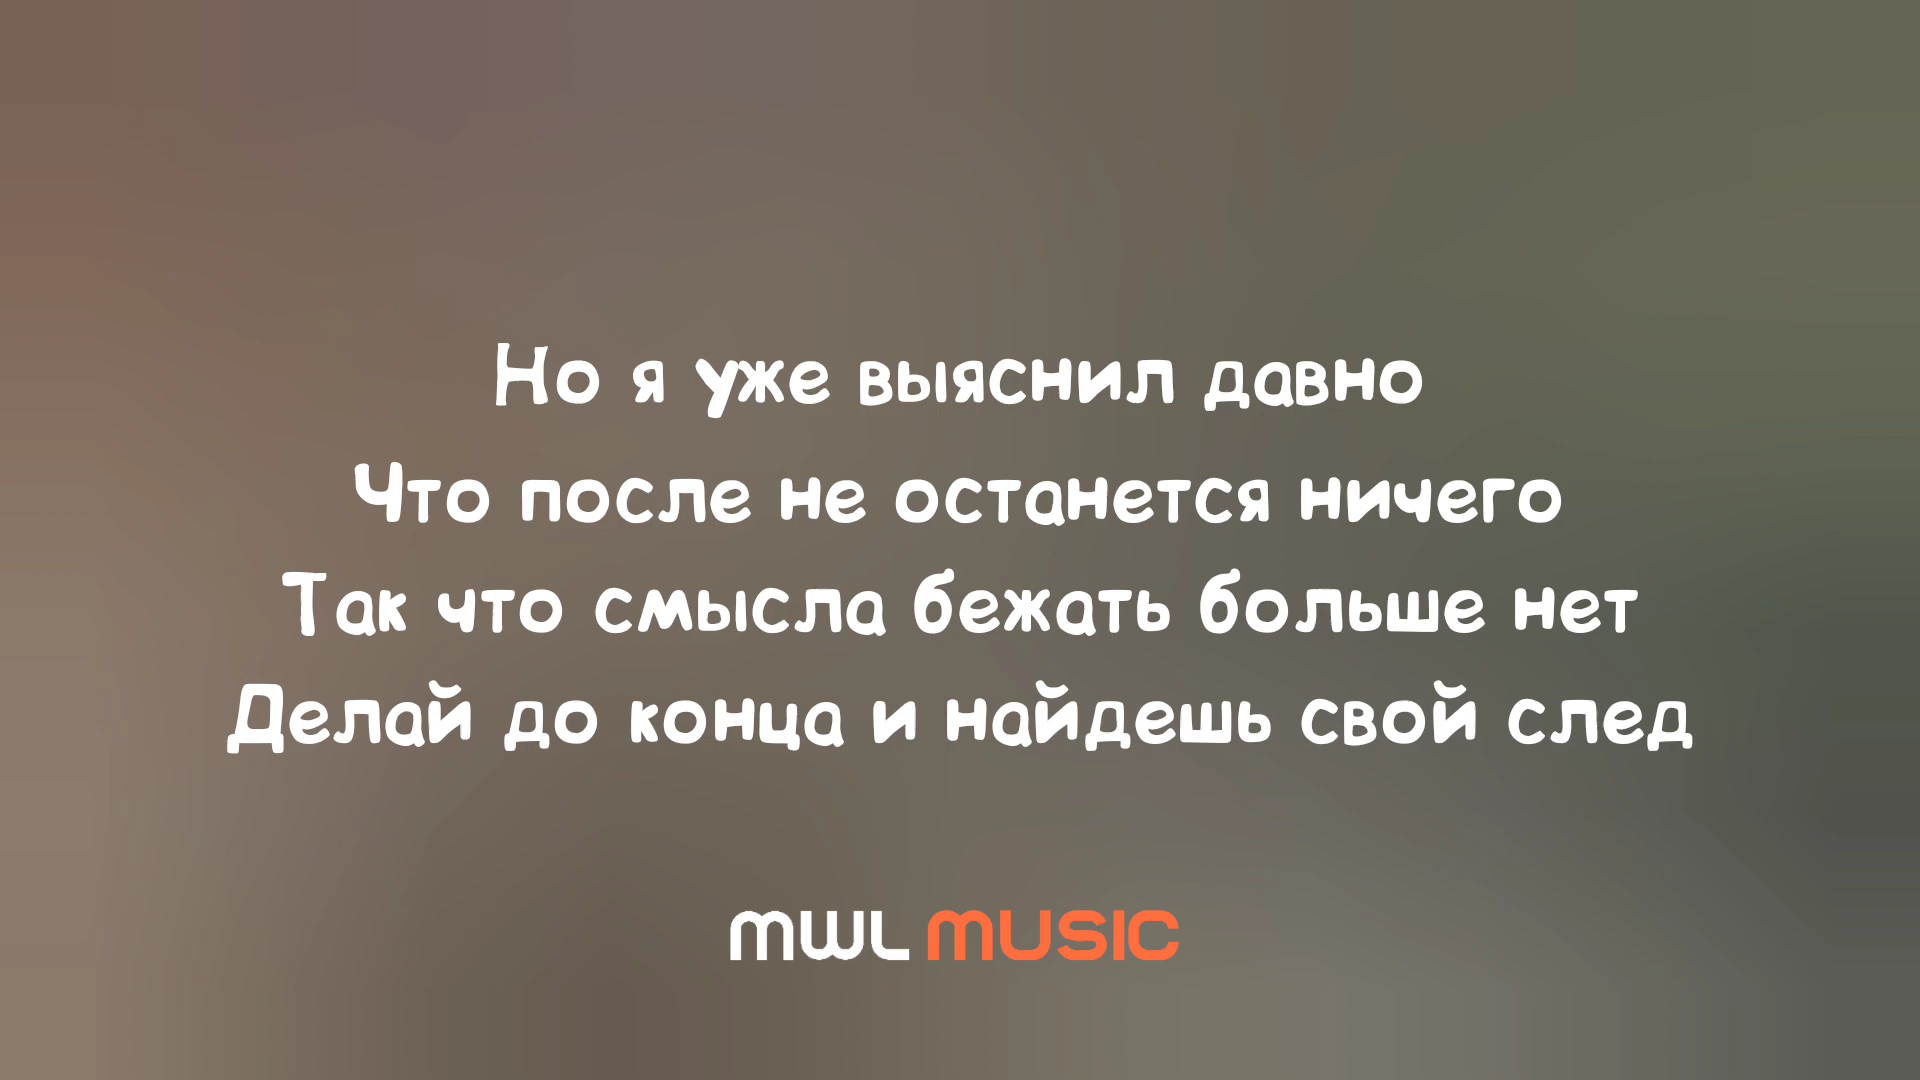 Но я уже выяснил давно
Что после не останется ничего
Так что смысла бежать больше нет
Делай до конца и найдешь свой след
MWL MUSIC